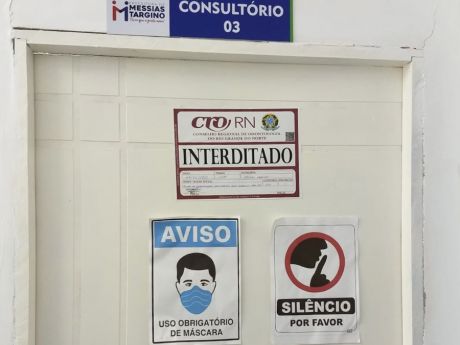 MESSIAS
TARGINO
CONSULTÓRIO
03
CRO RN
CONSELHO REGIONAL DE ODONTOLOGIA
DO RIO GRANDE DO NORTE
INTERDITADO
AVISO
USO OBRIGATÓRIO
DE MÁSCARA
SILÊNCIO
POR FAVOR